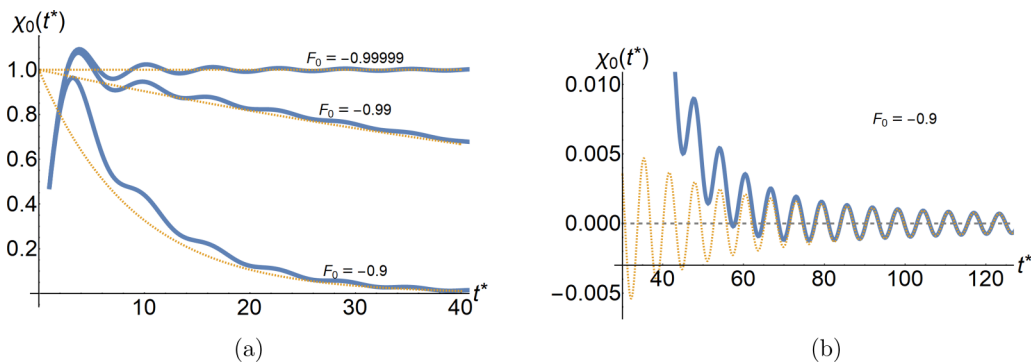 χ₀(t*)
1.0
0.8
0.6
0.4
0.2
10
20
30
40
t*
F₀ = −0.99999
F₀ = −0.99
F₀ = −0.9
(a)
χ₀(t*)
0.010
0.005
0.000
−0.005
40
60
80
100
120
t*
F₀ = −0.9
(b)